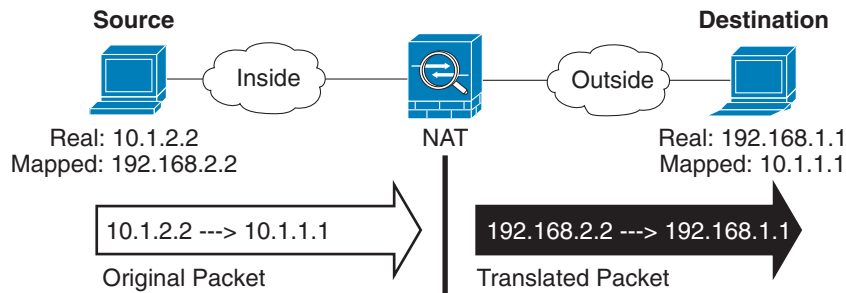 Source
Destination
Inside
Outside
Real: 10.1.2.2
Mapped: 192.168.2.2
NAT
Real: 192.168.1.1
Mapped: 10.1.1.1
10.1.2.2 ---> 10.1.1.1
192.168.2.2 ---> 192.168.1.1
Original Packet
Translated Packet